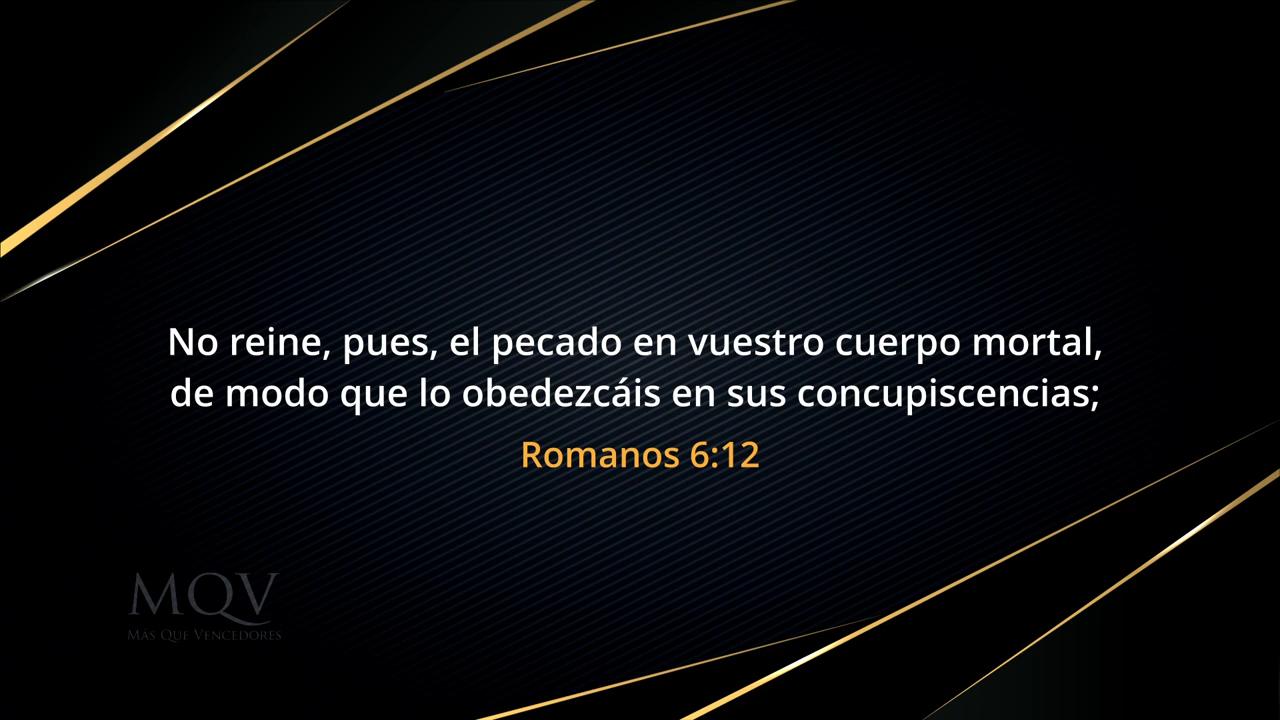 No reine, pues, el pecado en vuestro cuerpo mortal,
de modo que lo obedezcáis en sus concupiscencias;
Romanos 6:12
MQV
Más Que Vencedores